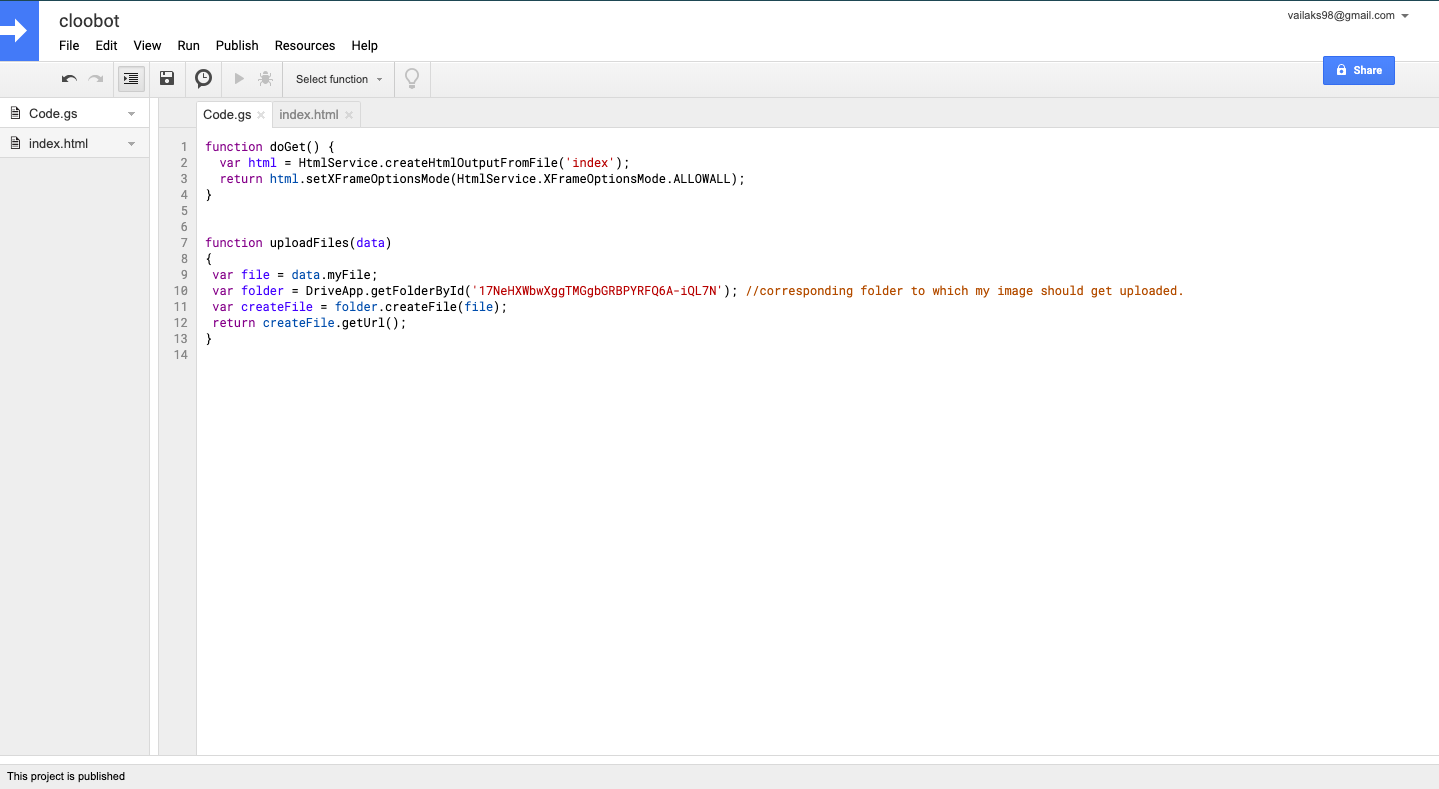 cloobot
vailaks98@gmail.com
File Edit View Run Publish Resources Help
Select function
Share
Code.gs
index.html
Code.gs index.html
1 function doGet() {
2 var html = HtmlService.createHtmlOutputFromFile('index');
3 return html.setXFrameOptionsMode(HtmlService.XFrameOptionsMode.ALLOWALL);
4 }
5
6
7 function uploadFiles(data)
8 {
9 var file = data.myFile;
10 var folder = DriveApp.getFolderById('17NeHXWbwXggTMGgbGRBPYRFQ6A-iQL7N'); //corresponding folder to which my image should get uploaded.
11 var createFile = folder.createFile(file);
12 return createFile.getUrl();
13 }
14
This project is published